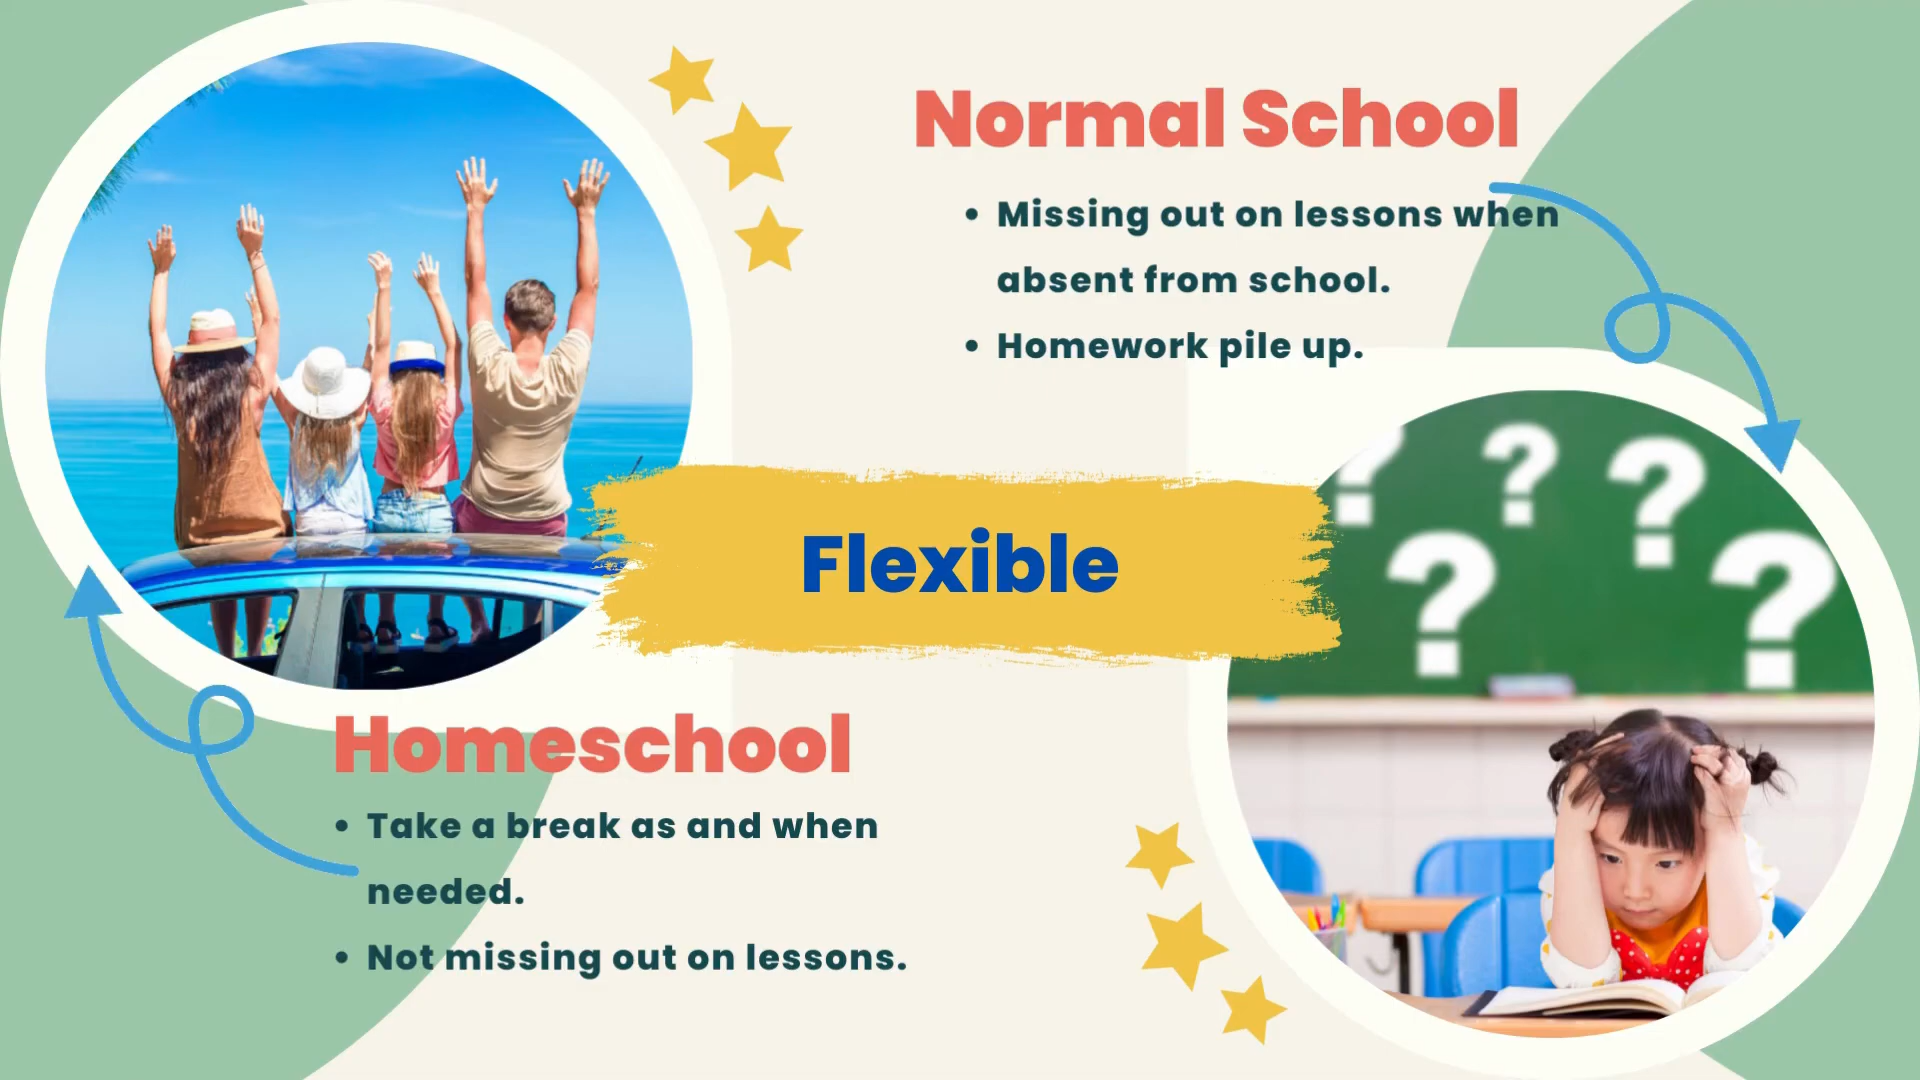 Normal School
• Missing out on lessons when
absent from school.
• Homework pile up.
? ? ? ? ?
Flexible
Homeschool
• Take a break as and when
needed.
• Not missing out on lessons.